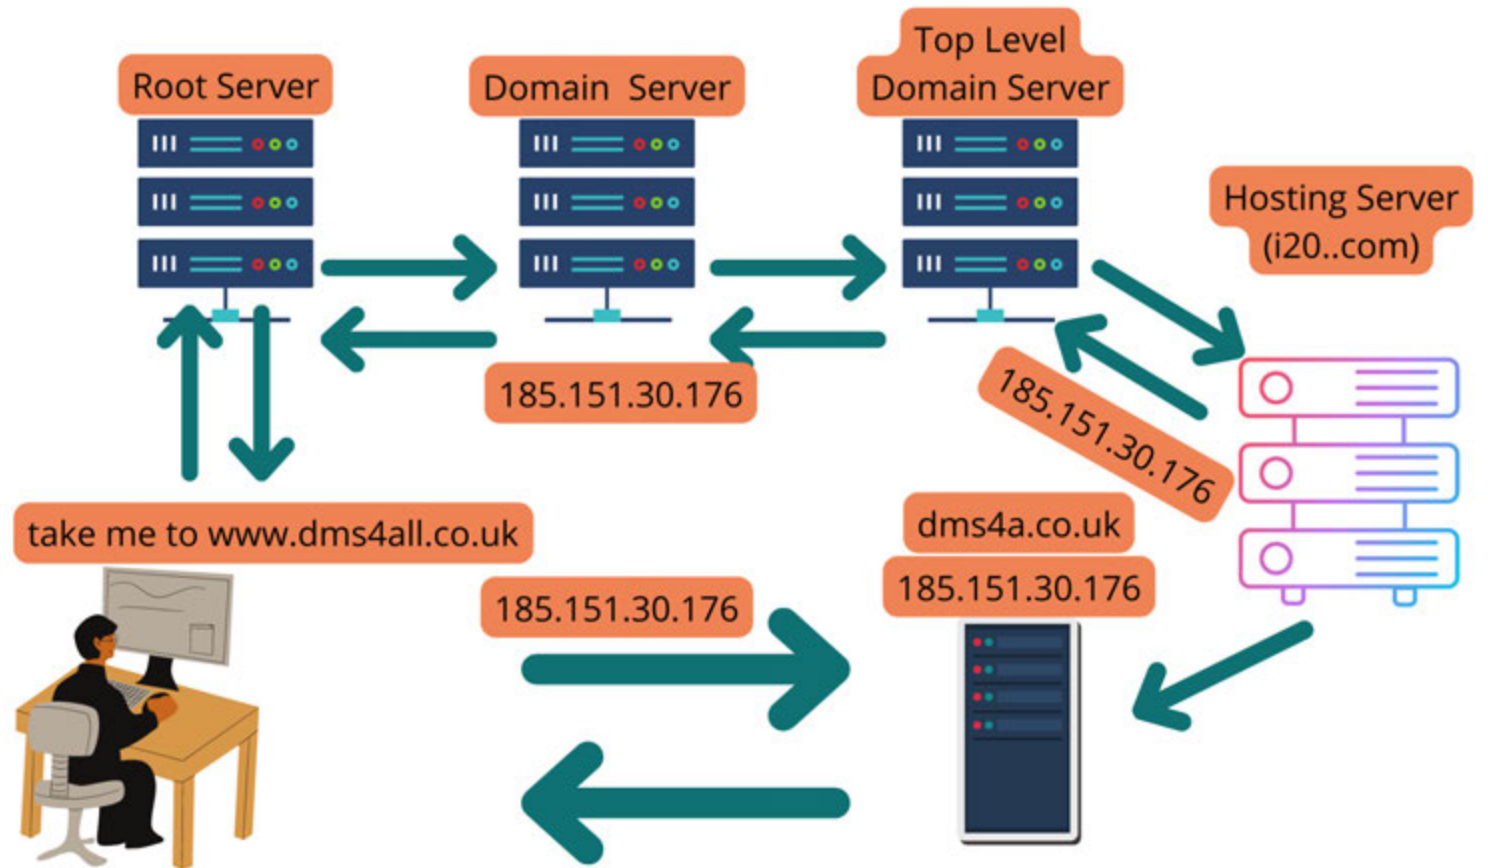 Root Server
Domain Server
Top Level
Domain Server
Hosting Server
(i20..com)
185.151.30.176
185.151.30.176
take me to www.dms4all.co.uk
dms4a.co.uk
185.151.30.176
185.151.30.176